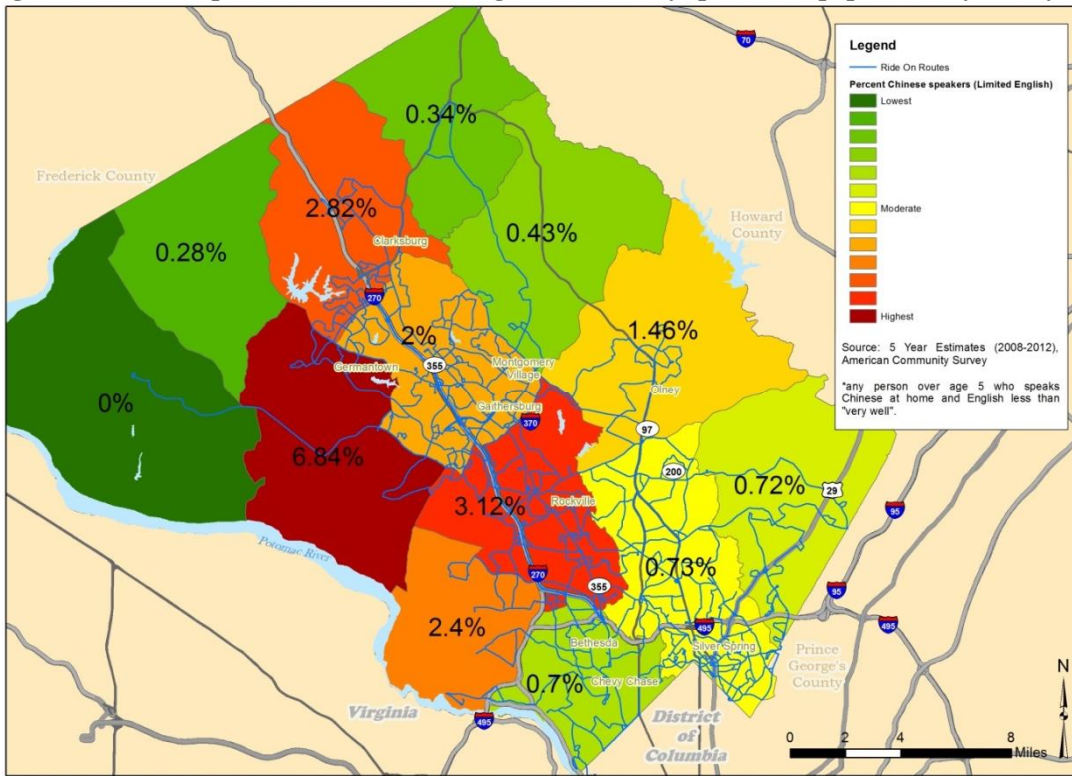 70
Legend
Ride On Routes
Percent Chinese speakers (Limited English)
Lowest
Moderate
Highest
Source: 5 Year Estimates (2008-2012),
American Community Survey
*any person over age 5 who speaks
Chinese at home and English less than
"very well".
Frederick County
Howard
County
0.34%
2.82%
0.43%
0.28%
Clarksburg
270
1.46%
2%
355
Germantown
Montgomery
Village
Olney
0%
Gaithersburg
370
97
6.84%
200
0.72%
29
3.12%
Rockville
95
Potomac River
270
355
0.73%
95
2.4%
495
495
Bethesda
Silver Spring
Prince
George's
County
0.7%
Chevy Chase
Virginia
495
District
of
Columbia
N
0 2 4 8
Miles